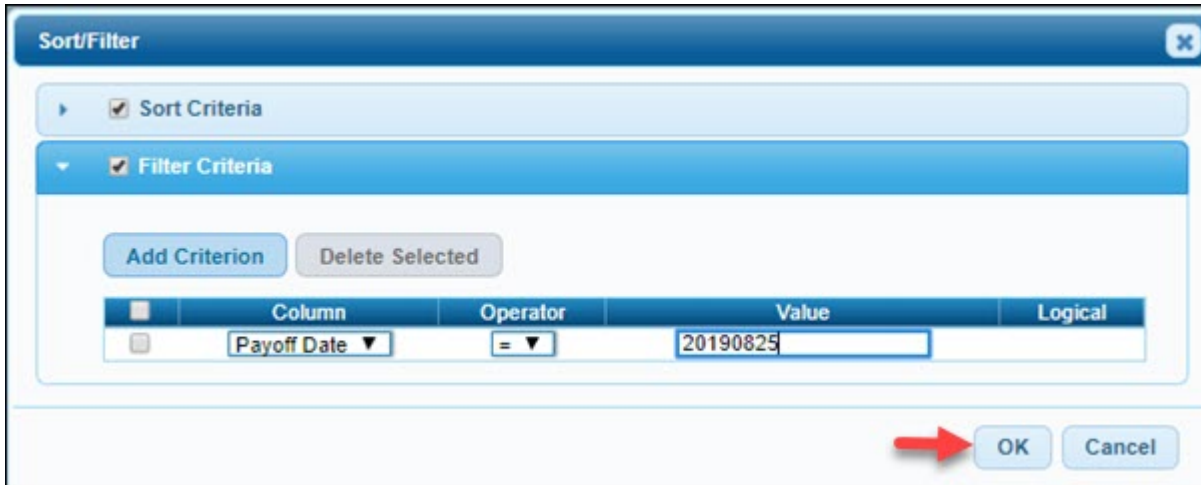 Sort/Filter
Sort Criteria
Filter Criteria
Add Criterion Delete Selected
Column Operator Value Logical
Payoff Date = 20190825
OK Cancel